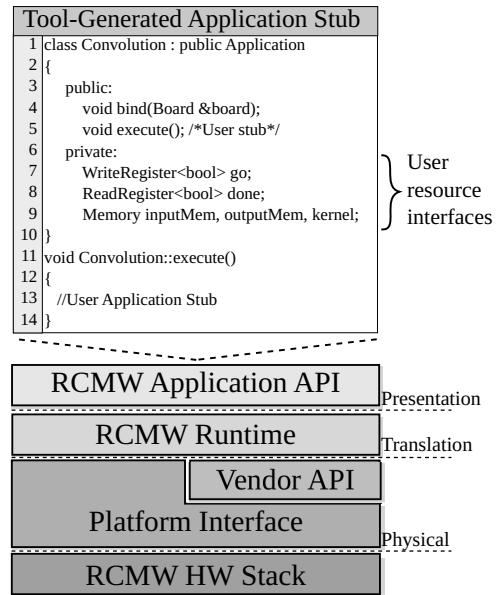 Tool-Generated Application Stub
1 class Convolution : public Application
2 {
3 public:
4 void bind(Board &board);
5 void execute(); /*User stub*/
6 private:
7 WriteRegister<bool> go;
8 ReadRegister<bool> done;
9 Memory inputMem, outputMem, kernel;
10 }
11 void Convolution::execute()
12 {
13 //User Application Stub
14 }
User
resource
interfaces
RCMW Application API
Presentation
RCMW Runtime
Translation
Vendor API
Platform Interface
Physical
RCMW HW Stack